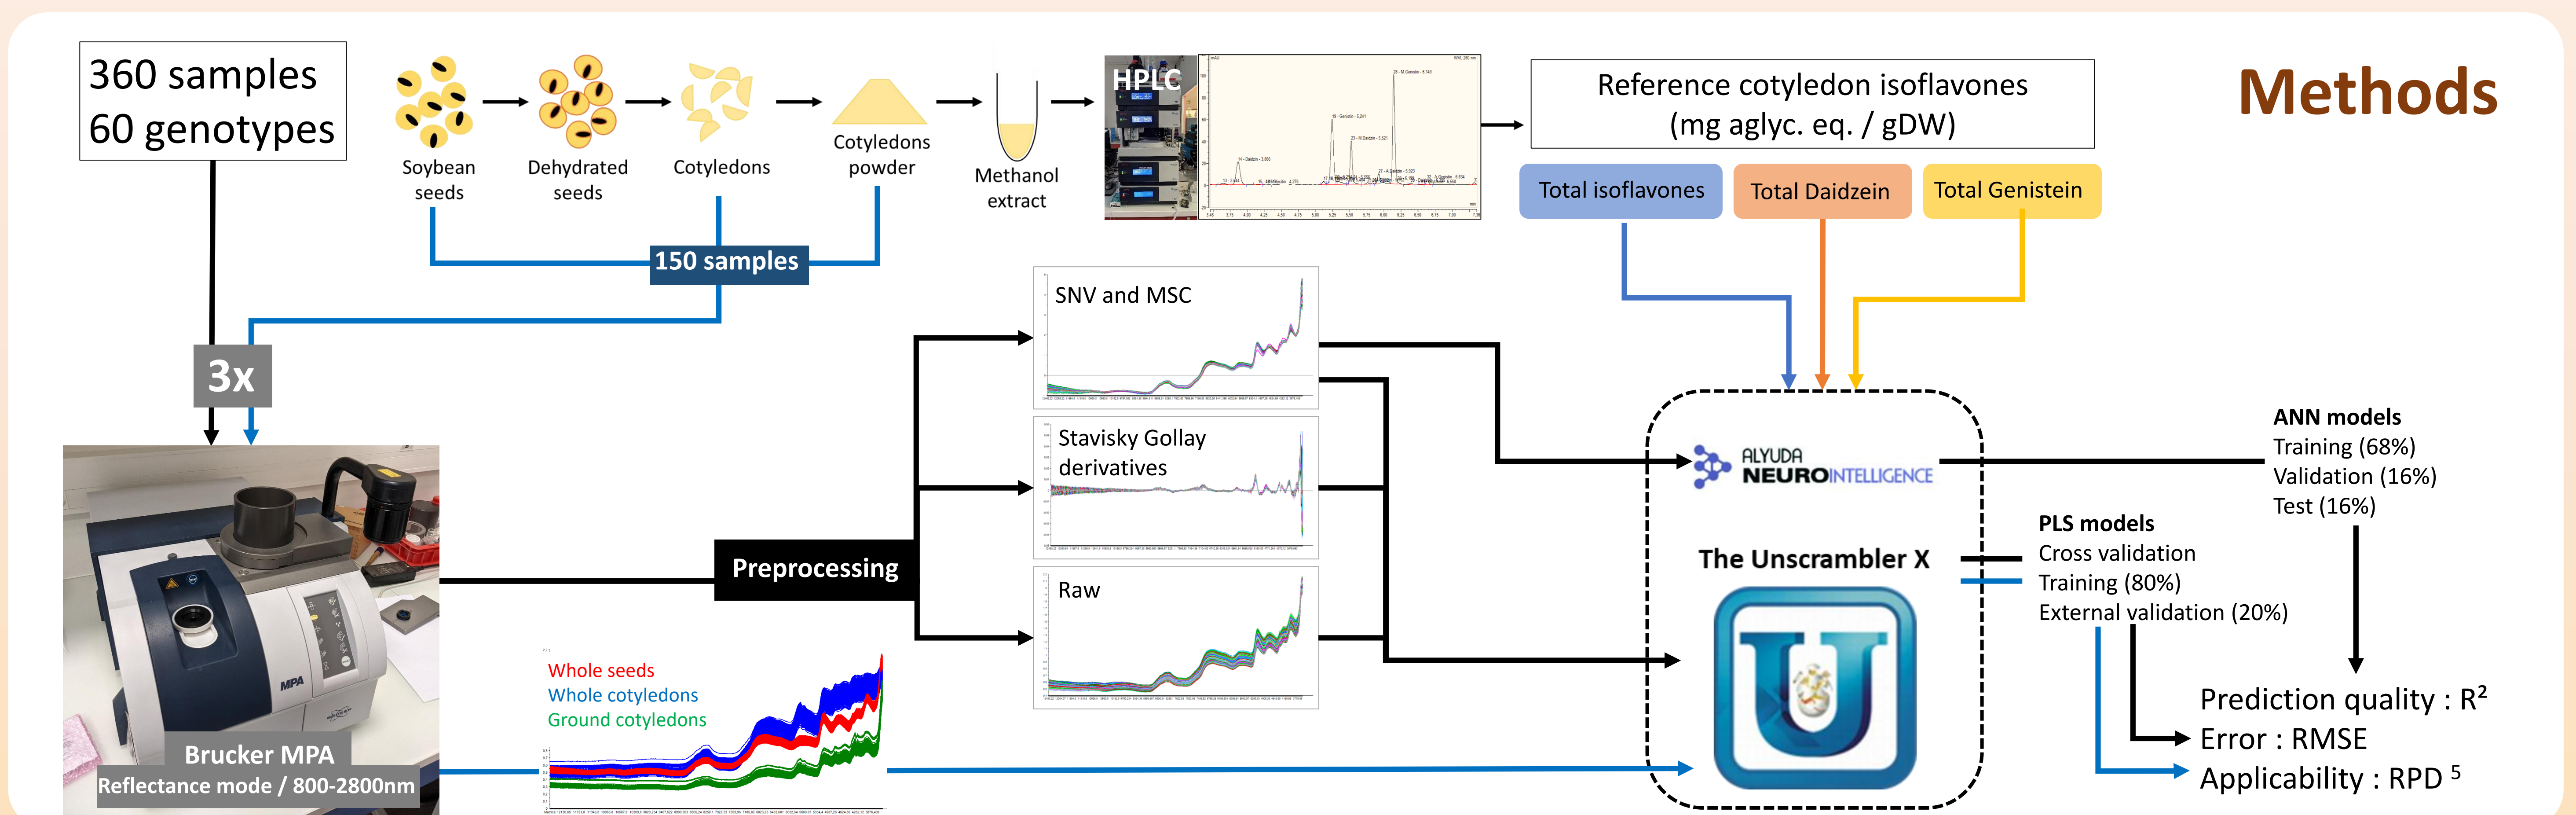 Methods
360 samples
60 genotypes
Soybean
seeds
Dehydrated
seeds
Cotyledons
Cotyledons
powder
Methanol
extract
HPLC
Reference cotyledon isoflavones
(mg aglyc. eq. / gDW)
Total isoflavones
Total Daidzein
Total Genistein
150 samples
3x
SNV and MSC
Stavisky Gollay
derivatives
Raw
Preprocessing
MPA
Brucker MPA
Reflectance mode / 800-2800nm
Whole seeds
Whole cotyledons
Ground cotyledons
ALYUDA
NEUROINTELLIGENCE
The Unscrambler X
U
ANN models
Training (68%)
Validation (16%)
Test (16%)
PLS models
Cross validation
Training (80%)
External validation (20%)
Prediction quality : R²
Error : RMSE
Applicability : RPD ⁵